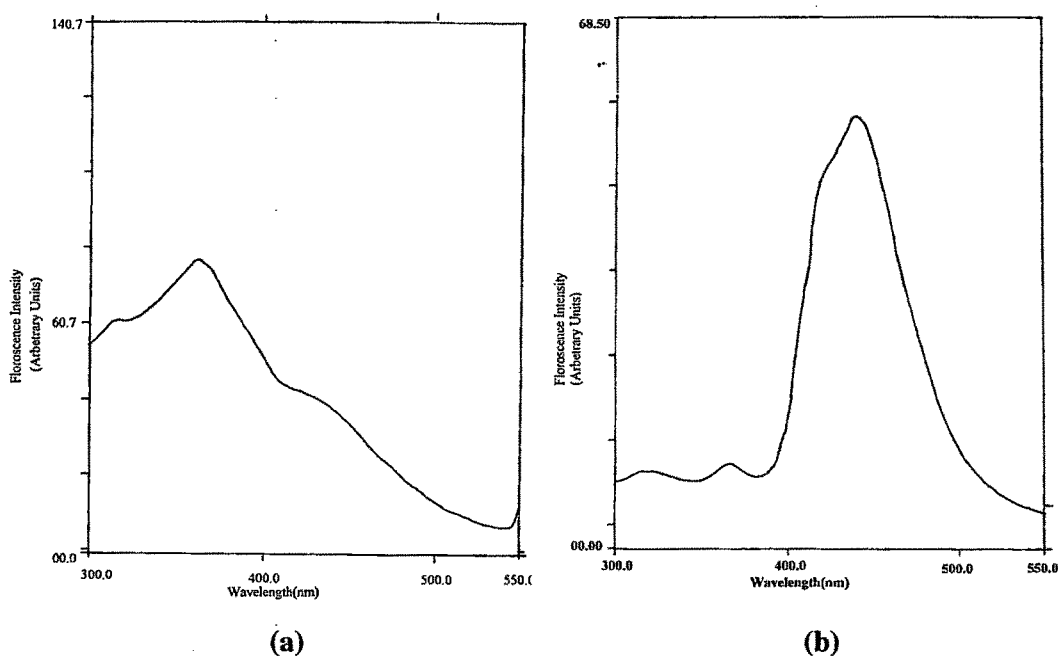 140.7
60.7
00.0
Floroscence Intensity
(Arbetrary Units)
300.0 400.0 500.0 550.0
Wavelength(nm)
(a)
68.50
00.00
Floroscence Intensity
(Arbetrary Units)
300.0 400.0 500.0 550.0
Wavelength(nm)
(b)